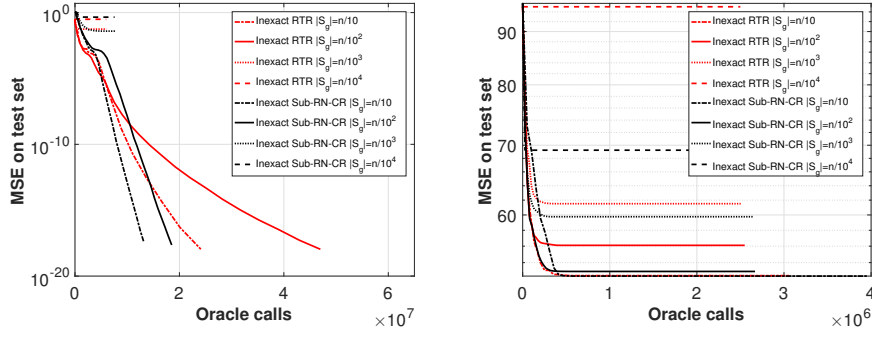 10^0
10^-10
10^-20
MSE on test set
0
2
4
6
Oracle calls
×10^7
Inexact RTR |S_g|=n/10
Inexact RTR |S_g|=n/10^2
Inexact RTR |S_g|=n/10^3
Inexact RTR |S_g|=n/10^4
Inexact Sub-RN-CR |S_g|=n/10
Inexact Sub-RN-CR |S_g|=n/10^2
Inexact Sub-RN-CR |S_g|=n/10^3
Inexact Sub-RN-CR |S_g|=n/10^4
90
80
70
60
MSE on test set
0
1
2
3
4
Oracle calls
×10^6
Inexact RTR |S_g|=n/10
Inexact RTR |S_g|=n/10^2
Inexact RTR |S_g|=n/10^3
Inexact RTR |S_g|=n/10^4
Inexact Sub-RN-CR |S_g|=n/10
Inexact Sub-RN-CR |S_g|=n/10^2
Inexact Sub-RN-CR |S_g|=n/10^3
Inexact Sub-RN-CR |S_g|=n/10^4